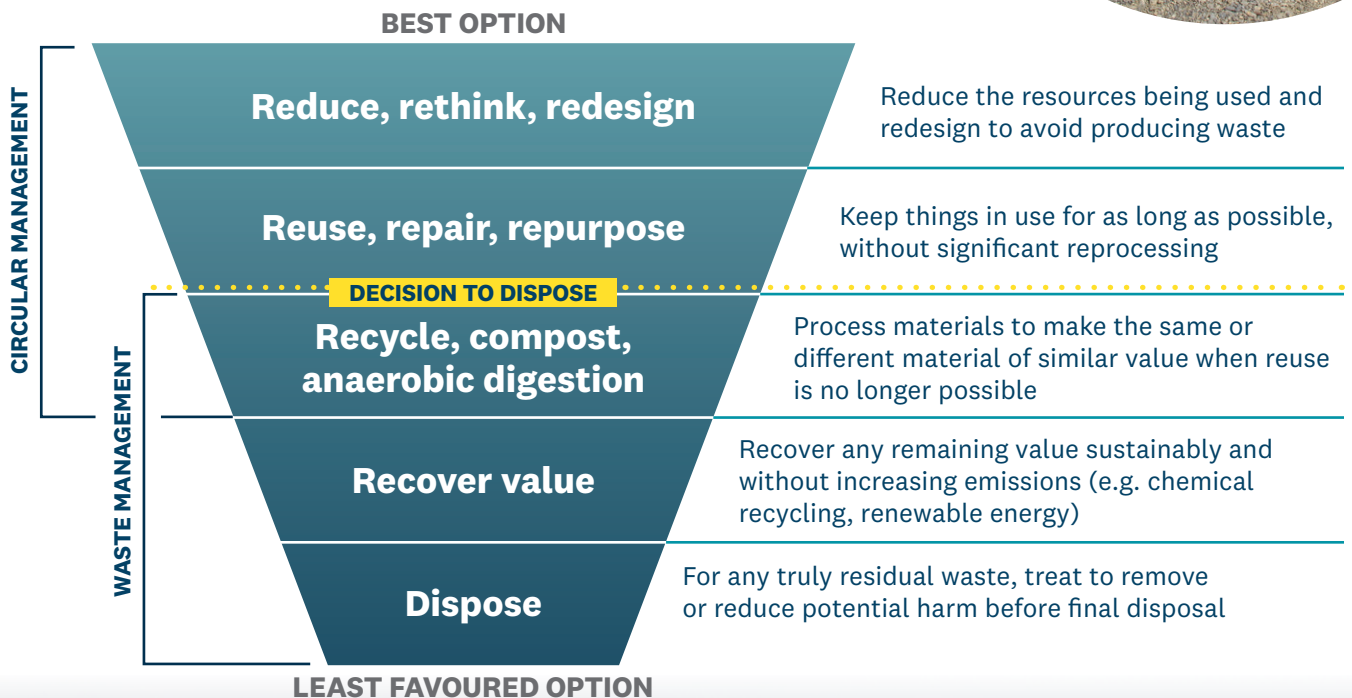 BEST OPTION
CIRCULAR MANAGEMENT
Reduce, rethink, redesign
Reduce the resources being used and
redesign to avoid producing waste
Reuse, repair, repurpose
Keep things in use for as long as possible,
without significant reprocessing
DECISION TO DISPOSE
WASTE MANAGEMENT
Recycle, compost,
anaerobic digestion
Process materials to make the same or
different material of similar value when reuse
is no longer possible
Recover value
Recover any remaining value sustainably and
without increasing emissions (e.g. chemical
recycling, renewable energy)
Dispose
For any truly residual waste, treat to remove
or reduce potential harm before final disposal
LEAST FAVOURED OPTION